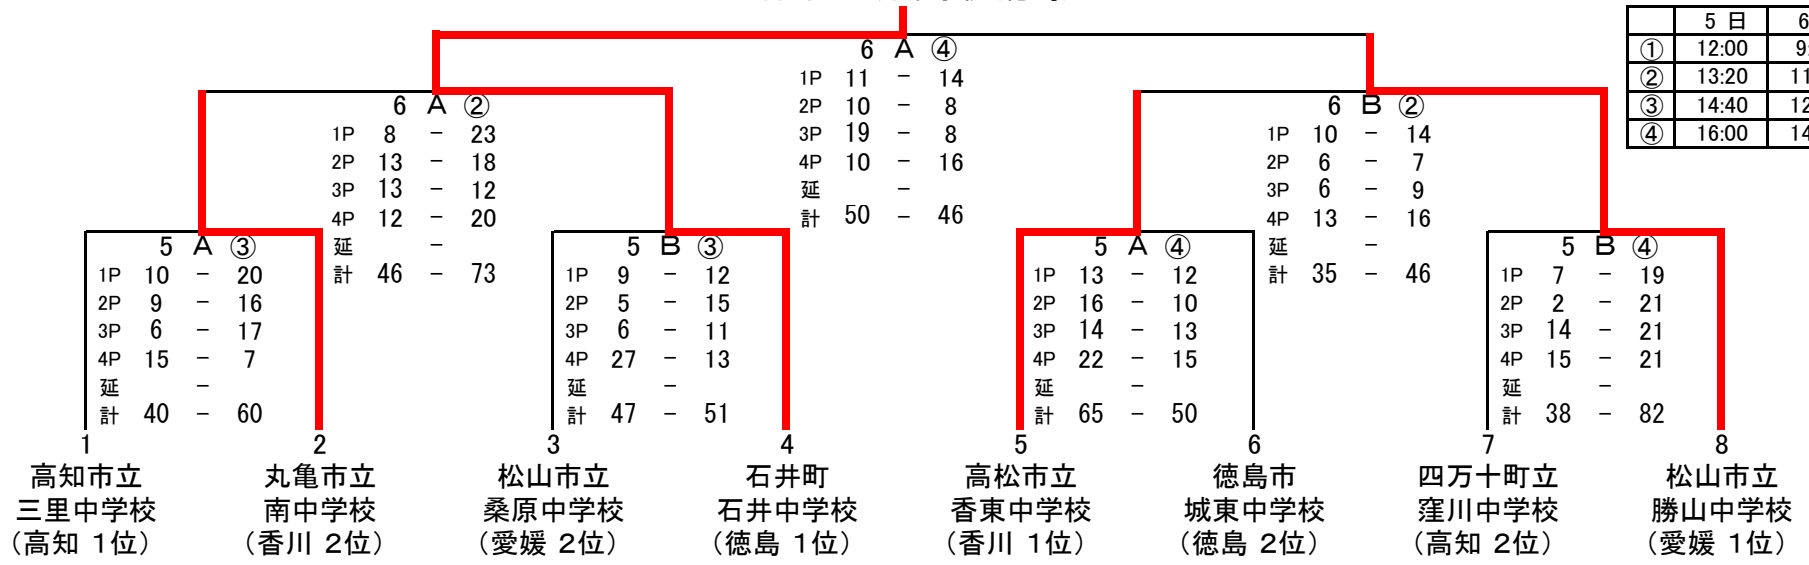 5 日
① 12:00
② 13:20
③ 14:40
④ 16:00
6 A ④
1P 11 － 14
2P 10 － 8
3P 19 － 8
4P 10 － 16
延 －
計 50 － 46
6 A ②
1P 8 － 23
2P 13 － 18
3P 13 － 12
4P 12 － 20
延 －
計 46 － 73
6 B ②
1P 10 － 14
2P 6 － 7
3P 6 － 9
4P 13 － 16
延 －
計 35 － 46
5 A ③
1P 10 － 20
2P 9 － 16
3P 6 － 17
4P 15 － 7
延 －
計 40 － 60
5 B ③
1P 9 － 12
2P 5 － 15
3P 6 － 11
4P 27 － 13
延 －
計 47 － 51
5 A ④
1P 13 － 12
2P 16 － 10
3P 14 － 13
4P 22 － 15
延 －
計 65 － 50
5 B ④
1P 7 － 19
2P 2 － 21
3P 14 － 21
4P 15 － 21
延 －
計 38 － 82
1
高知市立
三里中学校
（高知 1位）
2
丸亀市立
南中学校
（香川 2位）
3
松山市立
桑原中学校
（愛媛 2位）
4
石井町
石井中学校
（徳島 1位）
5
高松市立
香東中学校
（香川 1位）
6
徳島市
城東中学校
（徳島 2位）
7
四万十町立
窪川中学校
（高知 2位）
8
松山市立
勝山中学校
（愛媛 1位）